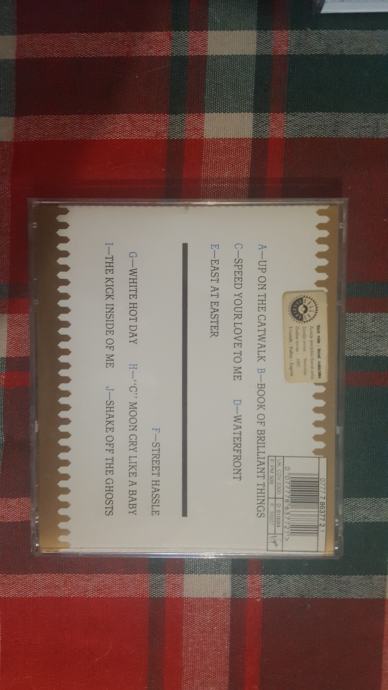 A—UP ON THE CATWALK B—BOOK OF BRILLIANT THINGS
C—SPEED YOUR LOVE TO ME D—WATERFRONT
E—EAST AT EASTER
F—STREET HASSLE
G—WHITE HOT DAY H—"C" MOON CRY LIKE A BABY
I—THE KICK INSIDE OF ME J—SHAKE OFF THE GHOSTS